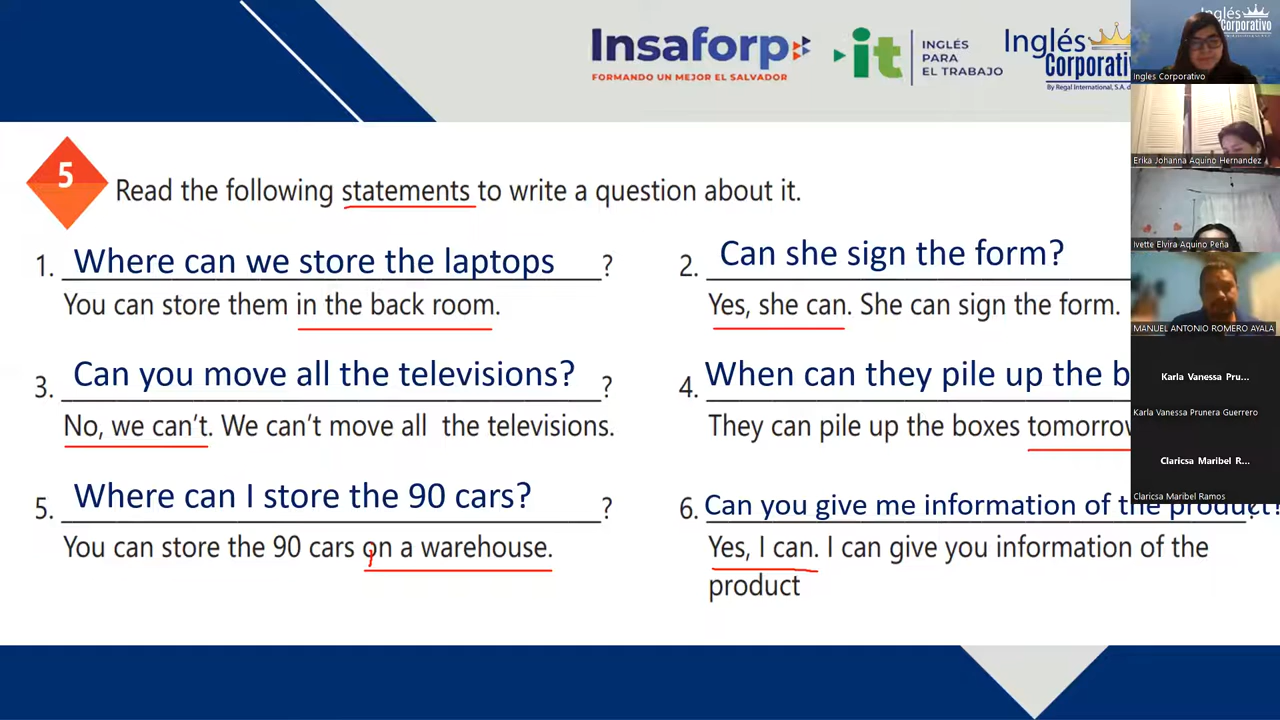 Insaforp
FORMANDO UN MEJOR EL SALVADOR
it
INGLÉS
PARA
EL TRABAJO
Inglés
Corporativo
By Regal International, S.A. d
Inglés
Corporativo
Ingles Corporativo
Erika Johanna Aquino Hernandez
Ivette Elvira Aquino Peña
MANUEL ANTONIO ROMERO AYALA
Karla Vanessa Pru...
Karla Vanessa Prunera Guerrero
Claricsa Maribel R...
Claricsa Maribel Ramos
5
Read the following statements to write a question about it.
1. Where can we store the laptops ?
You can store them in the back room.
2. Can she sign the form?
Yes, she can. She can sign the form.
3. Can you move all the televisions? ?
No, we can't. We can't move all the televisions.
4. When can they pile up the b
They can pile up the boxes tomorrow
5. Where can I store the 90 cars? ?
You can store the 90 cars on a warehouse.
6. Can you give me information of the product? ?
Yes, I can. I can give you information of the
product